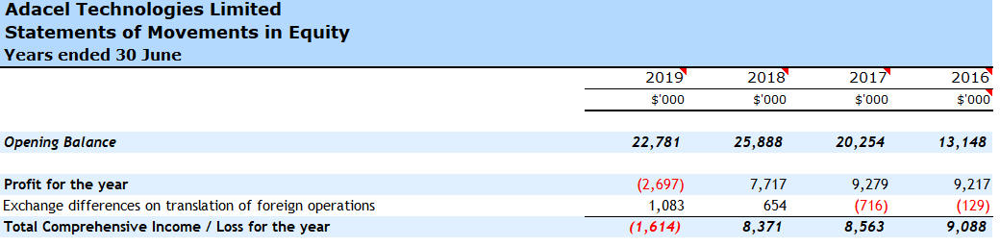 Adacel Technologies Limited
Statements of Movements in Equity
Years ended 30 June
2019 2018 2017 2016
$'000 $'000 $'000 $'000
Opening Balance 22,781 25,888 20,254 13,148
Profit for the year (2,697) 7,717 9,279 9,217
Exchange differences on translation of foreign operations 1,083 654 (716) (129)
Total Comprehensive Income / Loss for the year (1,614) 8,371 8,563 9,088